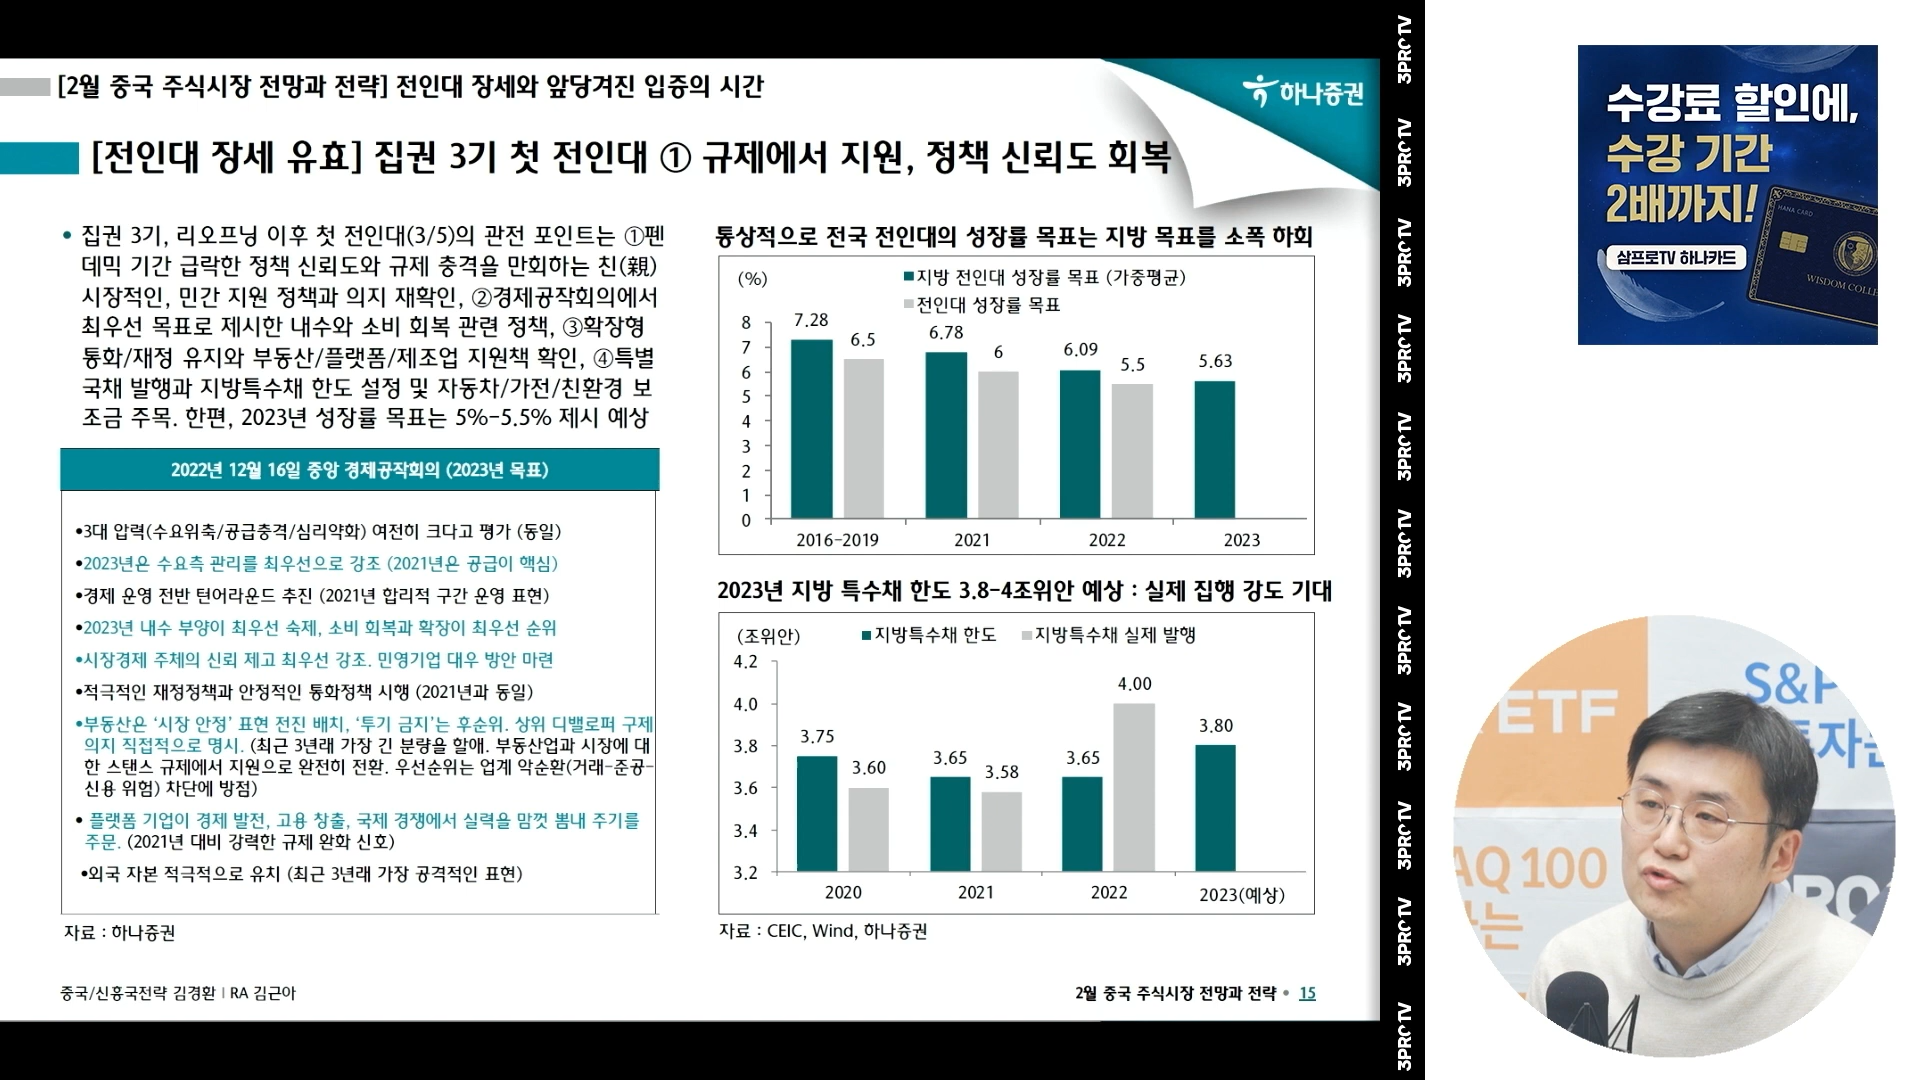 [2월 중국 주식시장 전망과 전략] 전인대 장세와 앞당겨진 입증의 시간
하나증권
[전인대 장세 유효] 집권 3기 첫 전인대 ① 규제에서 지원, 정책 신뢰도 회복
• 집권 3기, 리오프닝 이후 첫 전인대(3/5)의 관전 포인트는 ①펜
데믹 기간 급락한 정책 신뢰도와 규제 충격을 만회하는 친(親)
시장적인, 민간 지원 정책과 의지 재확인, ②경제공작회의에서
최우선 목표로 제시한 내수와 소비 회복 관련 정책, ③확장형
통화/재정 유지와 부동산/플랫폼/제조업 지원책 확인, ④특별
국채 발행과 지방특수채 한도 설정 및 자동차/가전/친환경 보
조금 주목. 한편, 2023년 성장률 목표는 5%-5.5% 제시 예상
2022년 12월 16일 중앙 경제공작회의 (2023년 목표)
•3대 압력(수요위축/공급충격/심리약화) 여전히 크다고 평가 (동일)
•2023년은 수요측 관리를 최우선으로 강조 (2021년은 공급이 핵심)
•경제 운영 전반 턴어라운드 추진 (2021년 합리적 구간 운영 표현)
•2023년 내수 부양이 최우선 숙제, 소비 회복과 확장이 최우선 순위
•시장경제 주체의 신뢰 제고 최우선 강조. 민영기업 대우 방안 마련
•적극적인 재정정책과 안정적인 통화정책 시행 (2021년과 동일)
•부동산은 ‘시장 안정’ 표현 전진 배치, ‘투기 금지’는 후순위. 상위 디밸로퍼 구제
의지 직접적으로 명시. (최근 3년래 가장 긴 분량을 할애. 부동산업과 시장에 대
한 스탠스 규제에서 지원으로 완전히 전환. 우선순위는 업계 악순환(거래-준공-
신용 위험) 차단에 방점)
• 플랫폼 기업이 경제 발전, 고용 창출, 국제 경쟁에서 실력을 맘껏 뽐내 주기를
주문. (2021년 대비 강력한 규제 완화 신호)
•외국 자본 적극적으로 유치 (최근 3년래 가장 공격적인 표현)
자료 : 하나증권
통상적으로 전국 전인대의 성장률 목표는 지방 목표를 소폭 하회
(%)
지방 전인대 성장률 목표 (가중평균)
전인대 성장률 목표
8
7
6
5
4
3
2
1
0
7.28
6.5
6.78
6
6.09
5.5
5.63
2016-2019
2021
2022
2023
2023년 지방 특수채 한도 3.8-4조위안 예상 : 실제 집행 강도 기대
(조위안)
지방특수채 한도
지방특수채 실제 발행
4.2
4.0
3.8
3.6
3.4
3.2
3.75
3.60
3.65
3.58
3.65
4.00
3.80
2020
2021
2022
2023(예상)
자료 : CEIC, Wind, 하나증권
중국/신흥국전략 김경환 | RA 김근아
2월 중국 주식시장 전망과 전략 • 15
3PROTV
3PROTV
3PROTV
3PROTV
3PROTV
3PROTV
3PROTV
3PROTV
3PROTV
3PROTV
3PROTV
수강료 할인에,
수강 기간
2배까지!
삼프로TV 하나카드
HANA CARD
WISDOM COLLE
ETF
S&P
투자는
AQ 100
는
PRO